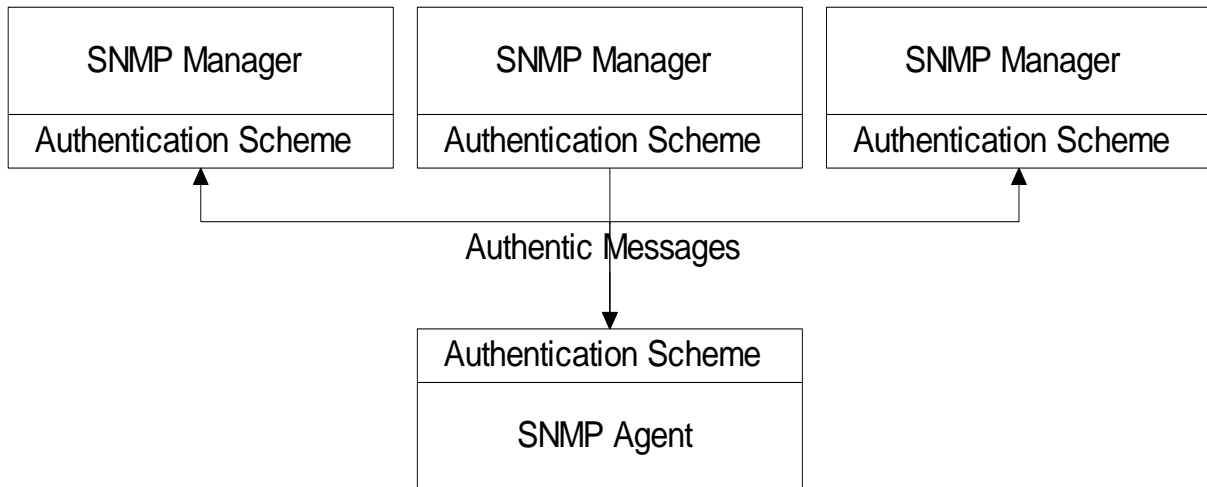 SNMP Manager
Authentication Scheme
SNMP Manager
Authentication Scheme
SNMP Manager
Authentication Scheme
Authentic Messages
Authentication Scheme
SNMP Agent